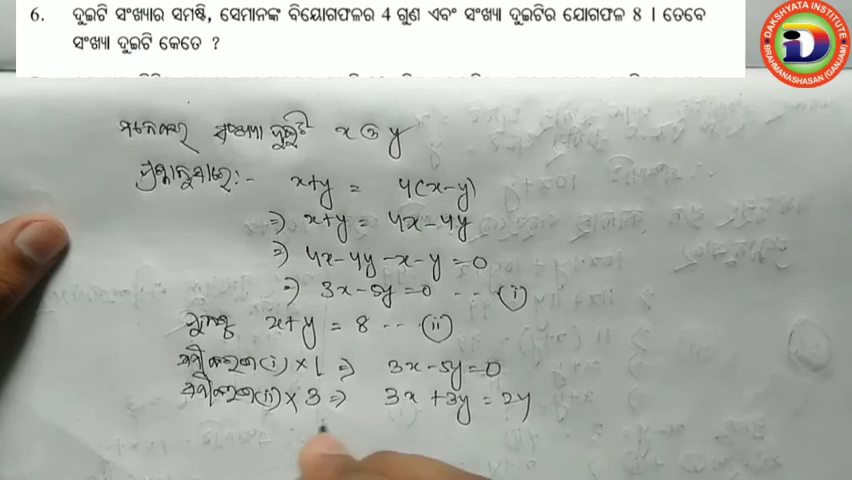 6. ଦୁଇଟି ସଂଖ୍ୟାର ସମଷ୍ଟି, ସେମାନଙ୍କ ବିୟୋଗଫଳର 4 ଗୁଣ ଏବଂ ସଂଖ୍ୟା ଦୁଇଟିର ଯୋଗଫଳ 8 । ତେବେ
ସଂଖ୍ୟା ଦୁଇଟି କେତେ ?
DAKSHYATA INSTITUTE
BRAHMANASHASAN (GANJAM)
ମନେକର ସଂଖ୍ୟା ଦୁଇଟି x ଓ y
ପ୍ରଶ୍ନାନୁସାରେ:- x+y = 4(x-y)
⇒ x+y = 4x-4y
⇒ 4x-4y-x-y=0
⇒ 3x-5y=0 -- (i)
ପୁନଶ୍ଚ x+y = 8 -- (ii)
ସମୀକରଣ(i) × 1 ⇒ 3x-5y=0
ସମୀକରଣ(ii) × 3 ⇒ 3x+3y=24